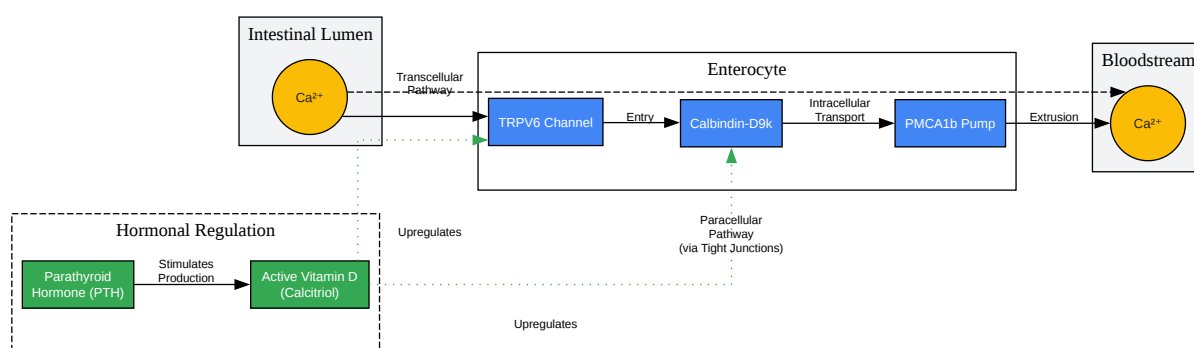 Intestinal Lumen
Ca²⁺
Transcellular
Pathway
Enterocyte
TRPV6 Channel
Entry
Calbindin-D9k
Intracellular
Transport
PMCA1b Pump
Extrusion
Bloodstream
Ca²⁺
Hormonal Regulation
Parathyroid
Hormone (PTH)
Stimulates
Production
Active Vitamin D
(Calcitriol)
Upregulates
Paracellular
Pathway
(via Tight Junctions)
Upregulates